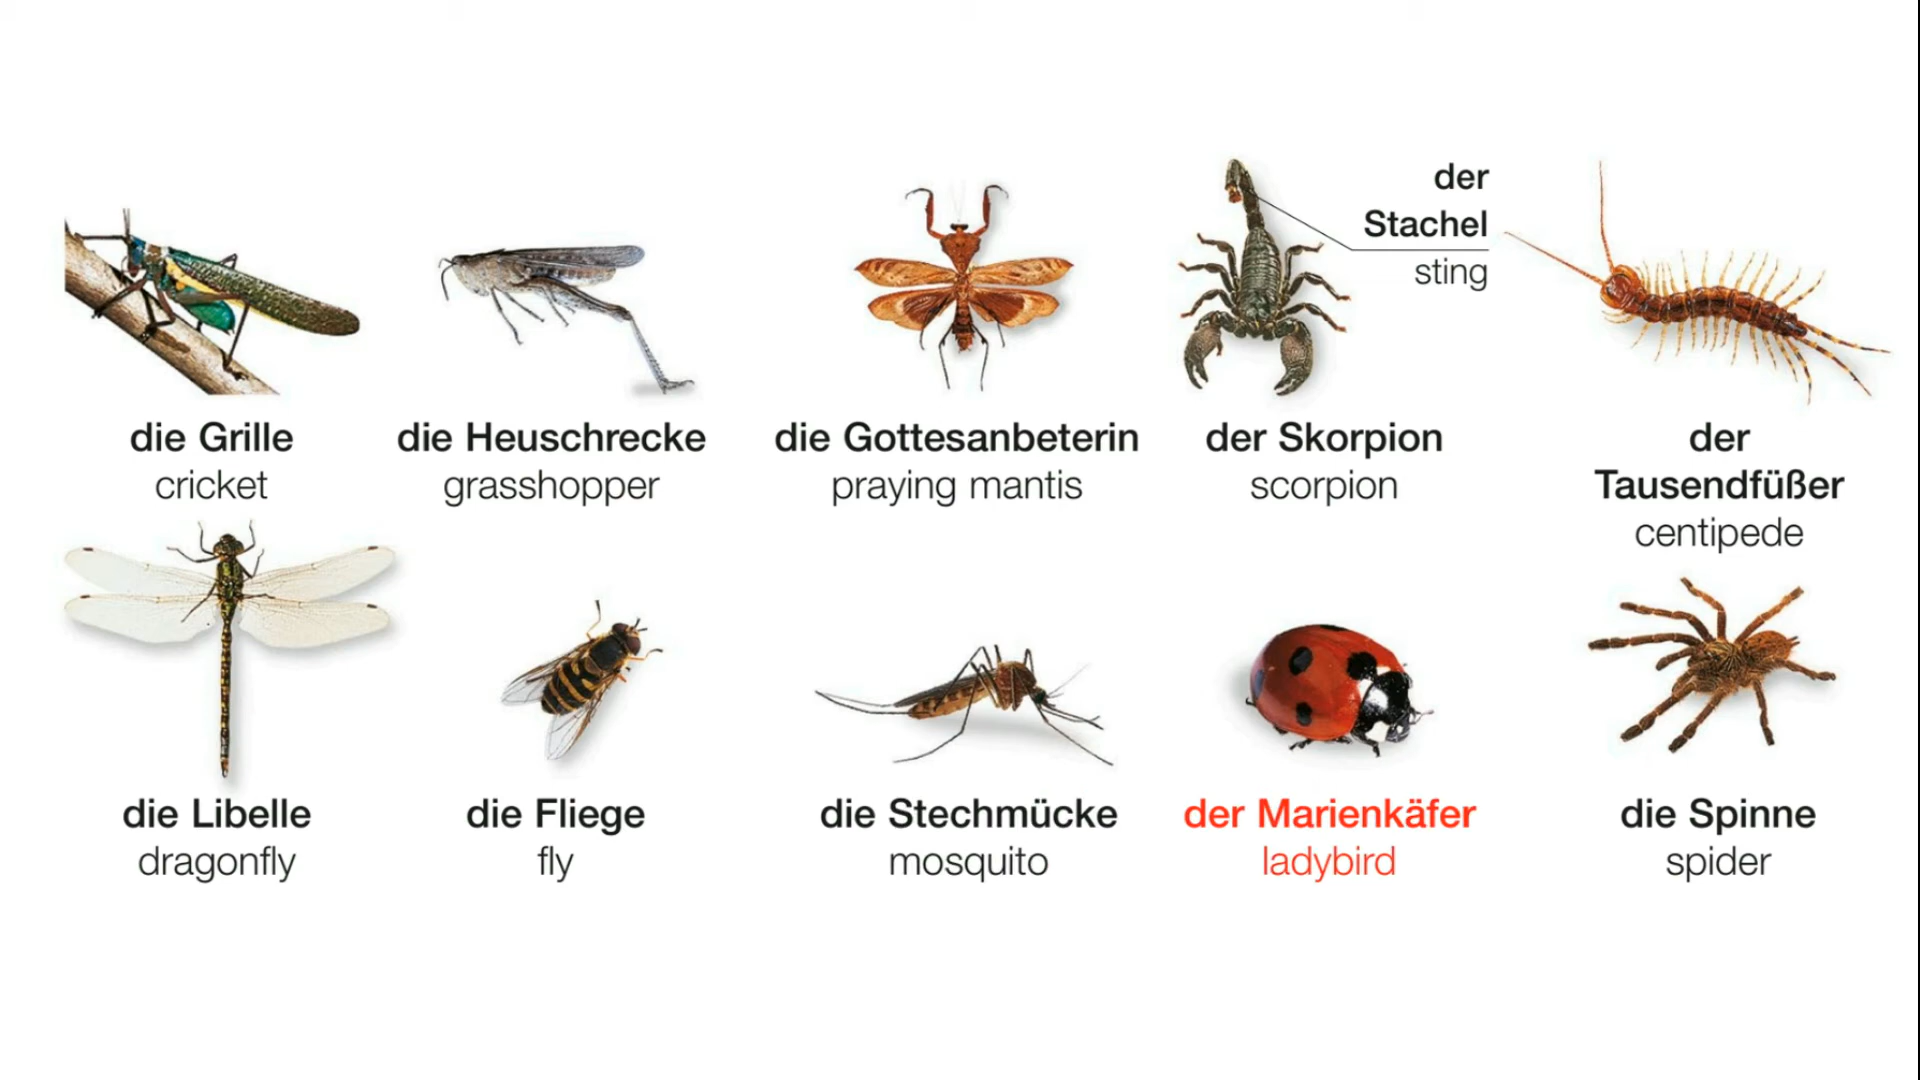 der
Stachel
sting
die Grille
cricket
die Heuschrecke
grasshopper
die Gottesanbeterin
praying mantis
der Skorpion
scorpion
der
Tausendfüßer
centipede
die Libelle
dragonfly
die Fliege
fly
die Stechmücke
mosquito
der Marienkäfer
ladybird
die Spinne
spider